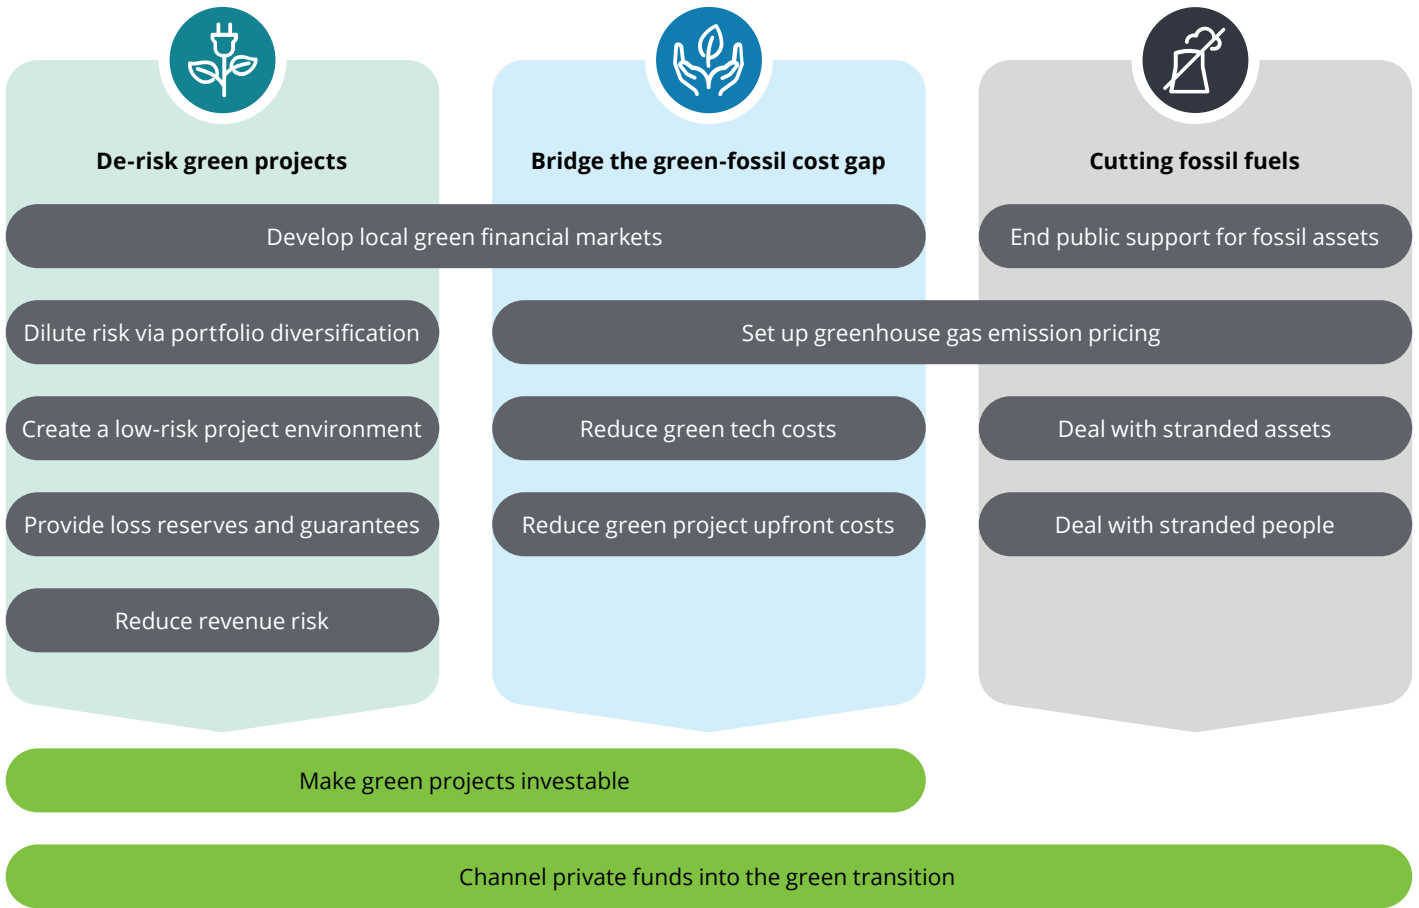 De-risk green projects
Bridge the green-fossil cost gap
Cutting fossil fuels
Develop local green financial markets
End public support for fossil assets
Dilute risk via portfolio diversification
Set up greenhouse gas emission pricing
Create a low-risk project environment
Reduce green tech costs
Deal with stranded assets
Provide loss reserves and guarantees
Reduce green project upfront costs
Deal with stranded people
Reduce revenue risk
Make green projects investable
Channel private funds into the green transition